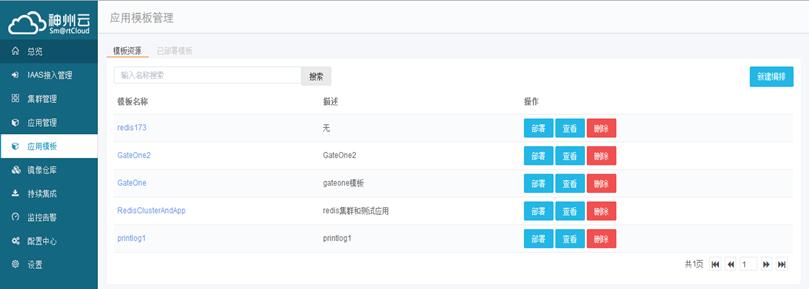 神州云
Sm@rtCloud
应用模板管理
总览
IAAS接入管理
集群管理
应用管理
应用模板
镜像仓库
持续集成
监控告警
配置中心
设置
模板资源 已部署模板
输入名称搜索 搜索 新建编排
模板名称 描述 操作
redis173 无 部署 查看 删除
GateOne2 GateOne2 部署 查看 删除
GateOne gateone模板 部署 查看 删除
RedisClusterAndApp redis集群和测试应用 部署 查看 删除
printlog1 printlog1 部署 查看 删除
共1页 1